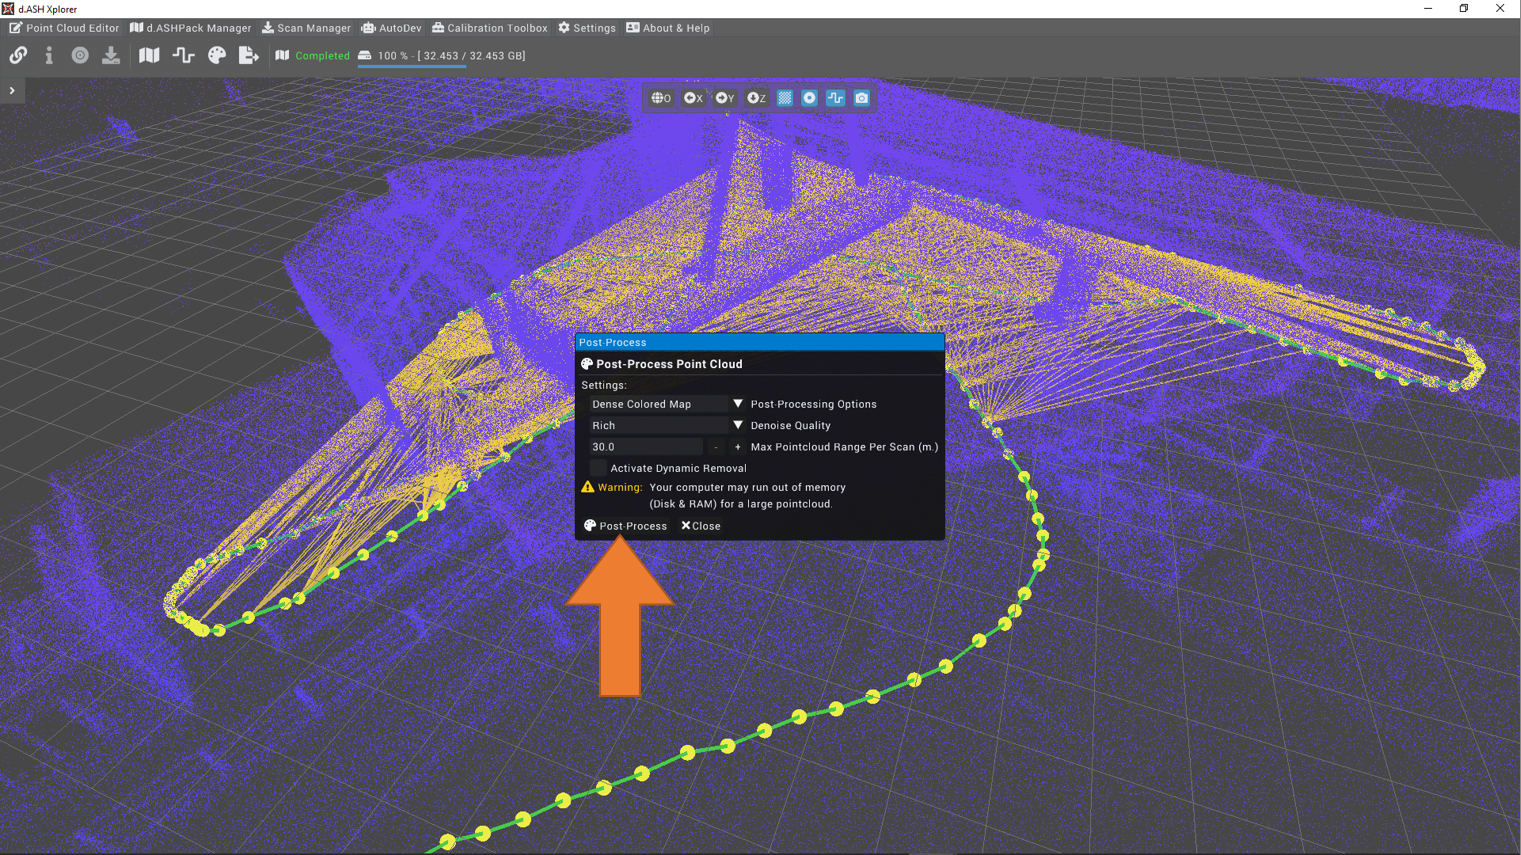 d.ASH Xplorer
Point Cloud Editor d.ASHPack Manager Scan Manager AutoDev Calibration Toolbox Settings About & Help
Completed 100 % - [ 32.453 / 32.453 GB]
O X Y Z
Post-Process
Post-Process Point Cloud
Settings:
Dense Colored Map Post-Processing Options
Rich Denoise Quality
30.0 - + Max Pointcloud Range Per Scan (m.)
Activate Dynamic Removal
Warning: Your computer may run out of memory
(Disk & RAM) for a large pointcloud.
Post-Process Close